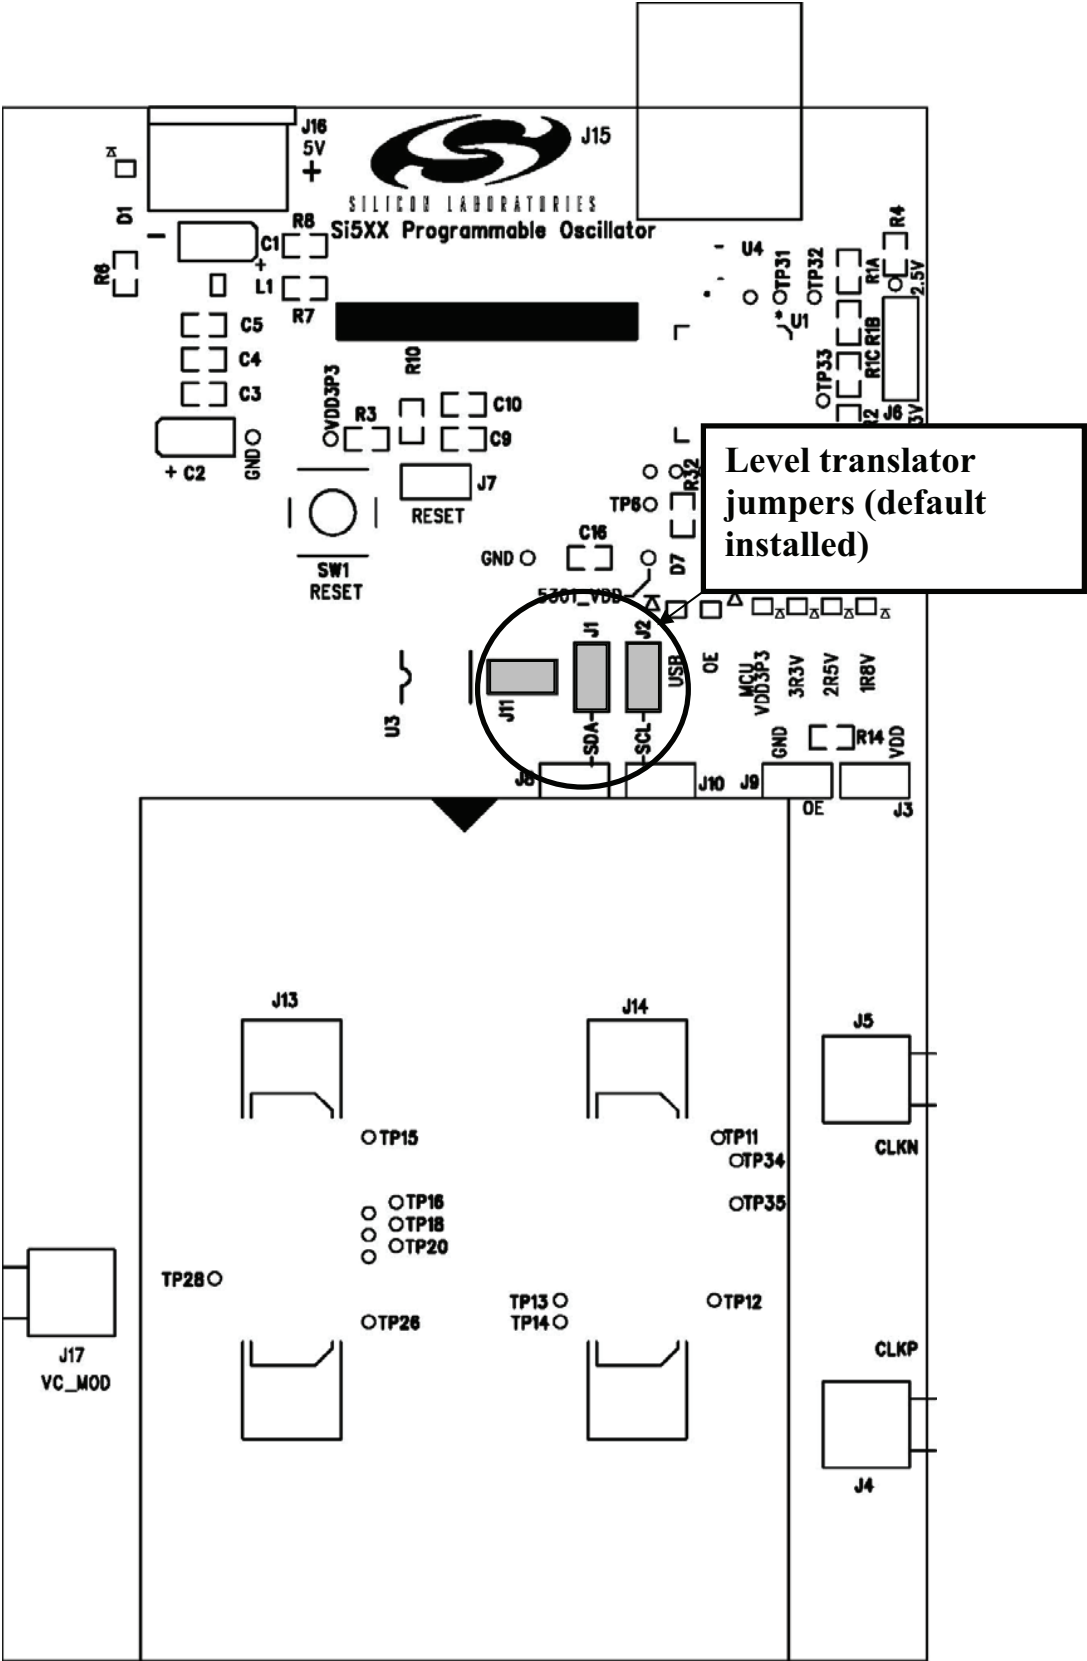 J16
5V
+
J15
D1
SILICON LABORATORIES
Si5XX Programmable Oscillator
−
C1
+
R8
R6
L1
R7
U4
TP31
TP32
R4
R1A
2.5V
* U1
R1B
C5
C4
C3
R10
VDD3P3
R3
C10
C9
TP33
R1C
R2
J6
3V
+ C2
GND
J7
RESET
R32
TP6
Level translator
jumpers (default
installed)
SW1
RESET
GND
C16
D7
5301_VDD
J1
J2
USB
OE
MCU
VDD3P3
3R3V
2R5V
1R8V
U3
J11
SDA
SCL
GND
R14
VDD
J8
J10
J9
OE
J3
J13
J14
J5
TP15
TP11
TP34
CLKN
TP16
TP18
TP20
TP35
TP28
TP13
TP14
TP12
TP26
J17
VC_MOD
CLKP
J4